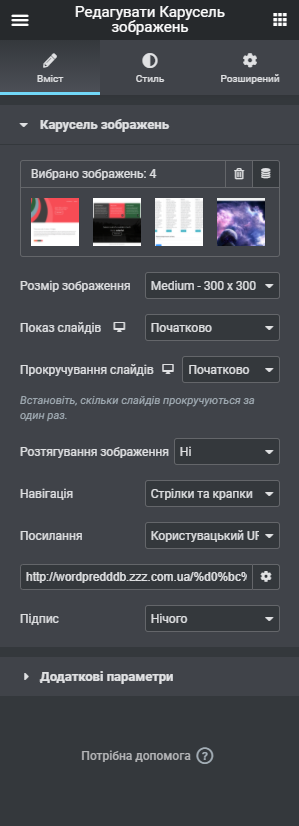 Редагувати Карусель
зображень
Вміст
Стиль
Розширений
Карусель зображень
Вибрано зображень: 4
Розмір зображення
Medium - 300 x 300
Показ слайдів
Початково
Прокручування слайдів
Початково
Встановіть, скільки слайдів прокручуються за
один раз.
Розтягування зображення
Ні
Навігація
Стрілки та крапки
Посилання
Користувацький UR
http://wordpredddb.zzz.com.ua/%d0%bc%
Підпис
Нічого
Додаткові параметри
Потрібна допомога ?